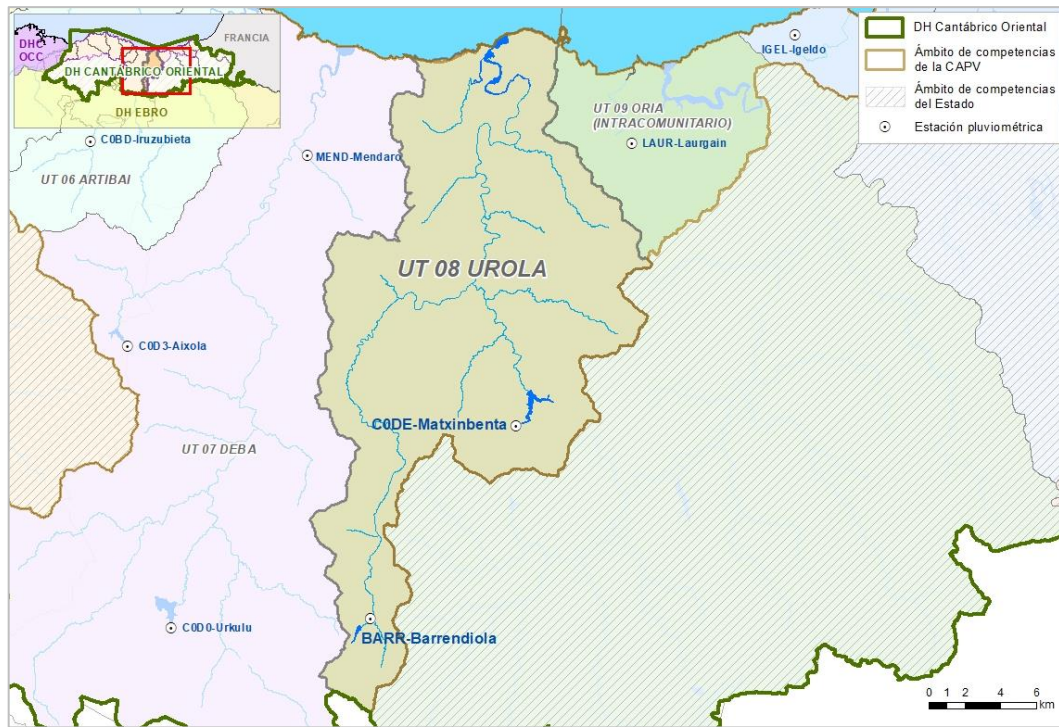 DHC
OCC
FRANCIA
DH CANTÁBRICO ORIENTAL
DH EBRO
DH Cantábrico Oriental
Ámbito de competencias
de la CAPV
Ámbito de competencias
del Estado
Estación pluviométrica
IGEL-Igeldo
C0BD-Iruzubieta
MEND-Mendaro
UT 09 ORIA
(INTRACOMUNITARIO)
LAUR-Laurgain
UT 06 ARTIBAI
UT 08 UROLA
C0D3-Aixola
C0DE-Matxinbenta
UT 07 DEBA
C0D0-Urkulu
BARR-Barrendiola
0 1 2 4 6
km